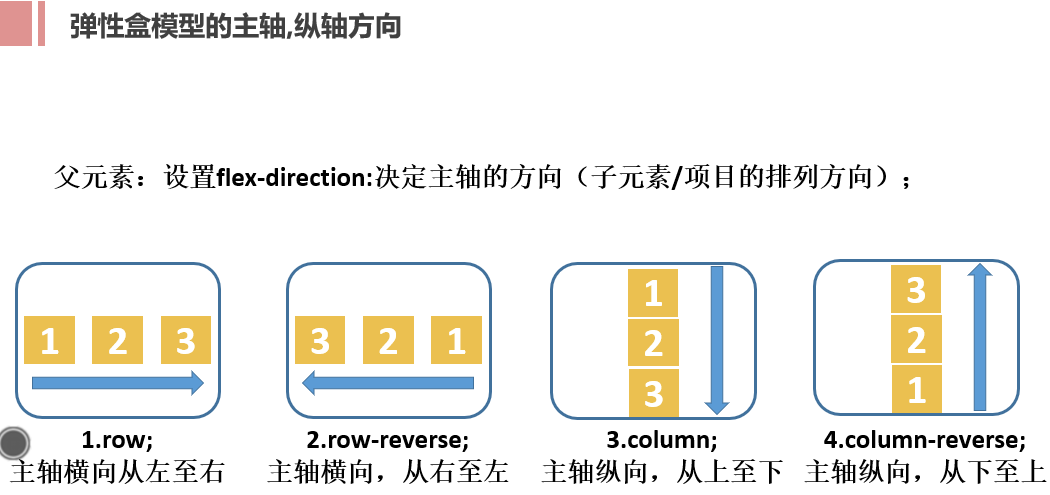 弹性盒模型的主轴,纵轴方向
父元素：设置flex-direction:决定主轴的方向（子元素/项目的排列方向）;
1 2 3
3 2 1
1
2
3
3
2
1
1.row;
主轴横向从左至右
2.row-reverse;
主轴横向，从右至左
3.column;
主轴纵向，从上至下
4.column-reverse;
主轴纵向，从下至上